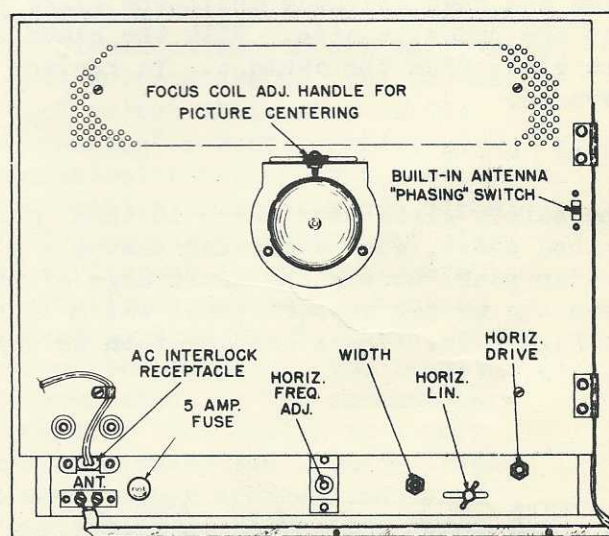 FOCUS COIL ADJ. HANDLE FOR
PICTURE CENTERING
BUILT-IN ANTENNA
"PHASING" SWITCH
AC INTERLOCK
RECEPTACLE
5 AMP.
FUSE
HORIZ.
FREQ.
ADJ.
WIDTH
HORIZ.
LIN.
HORIZ.
DRIVE
ANT.
FUSE